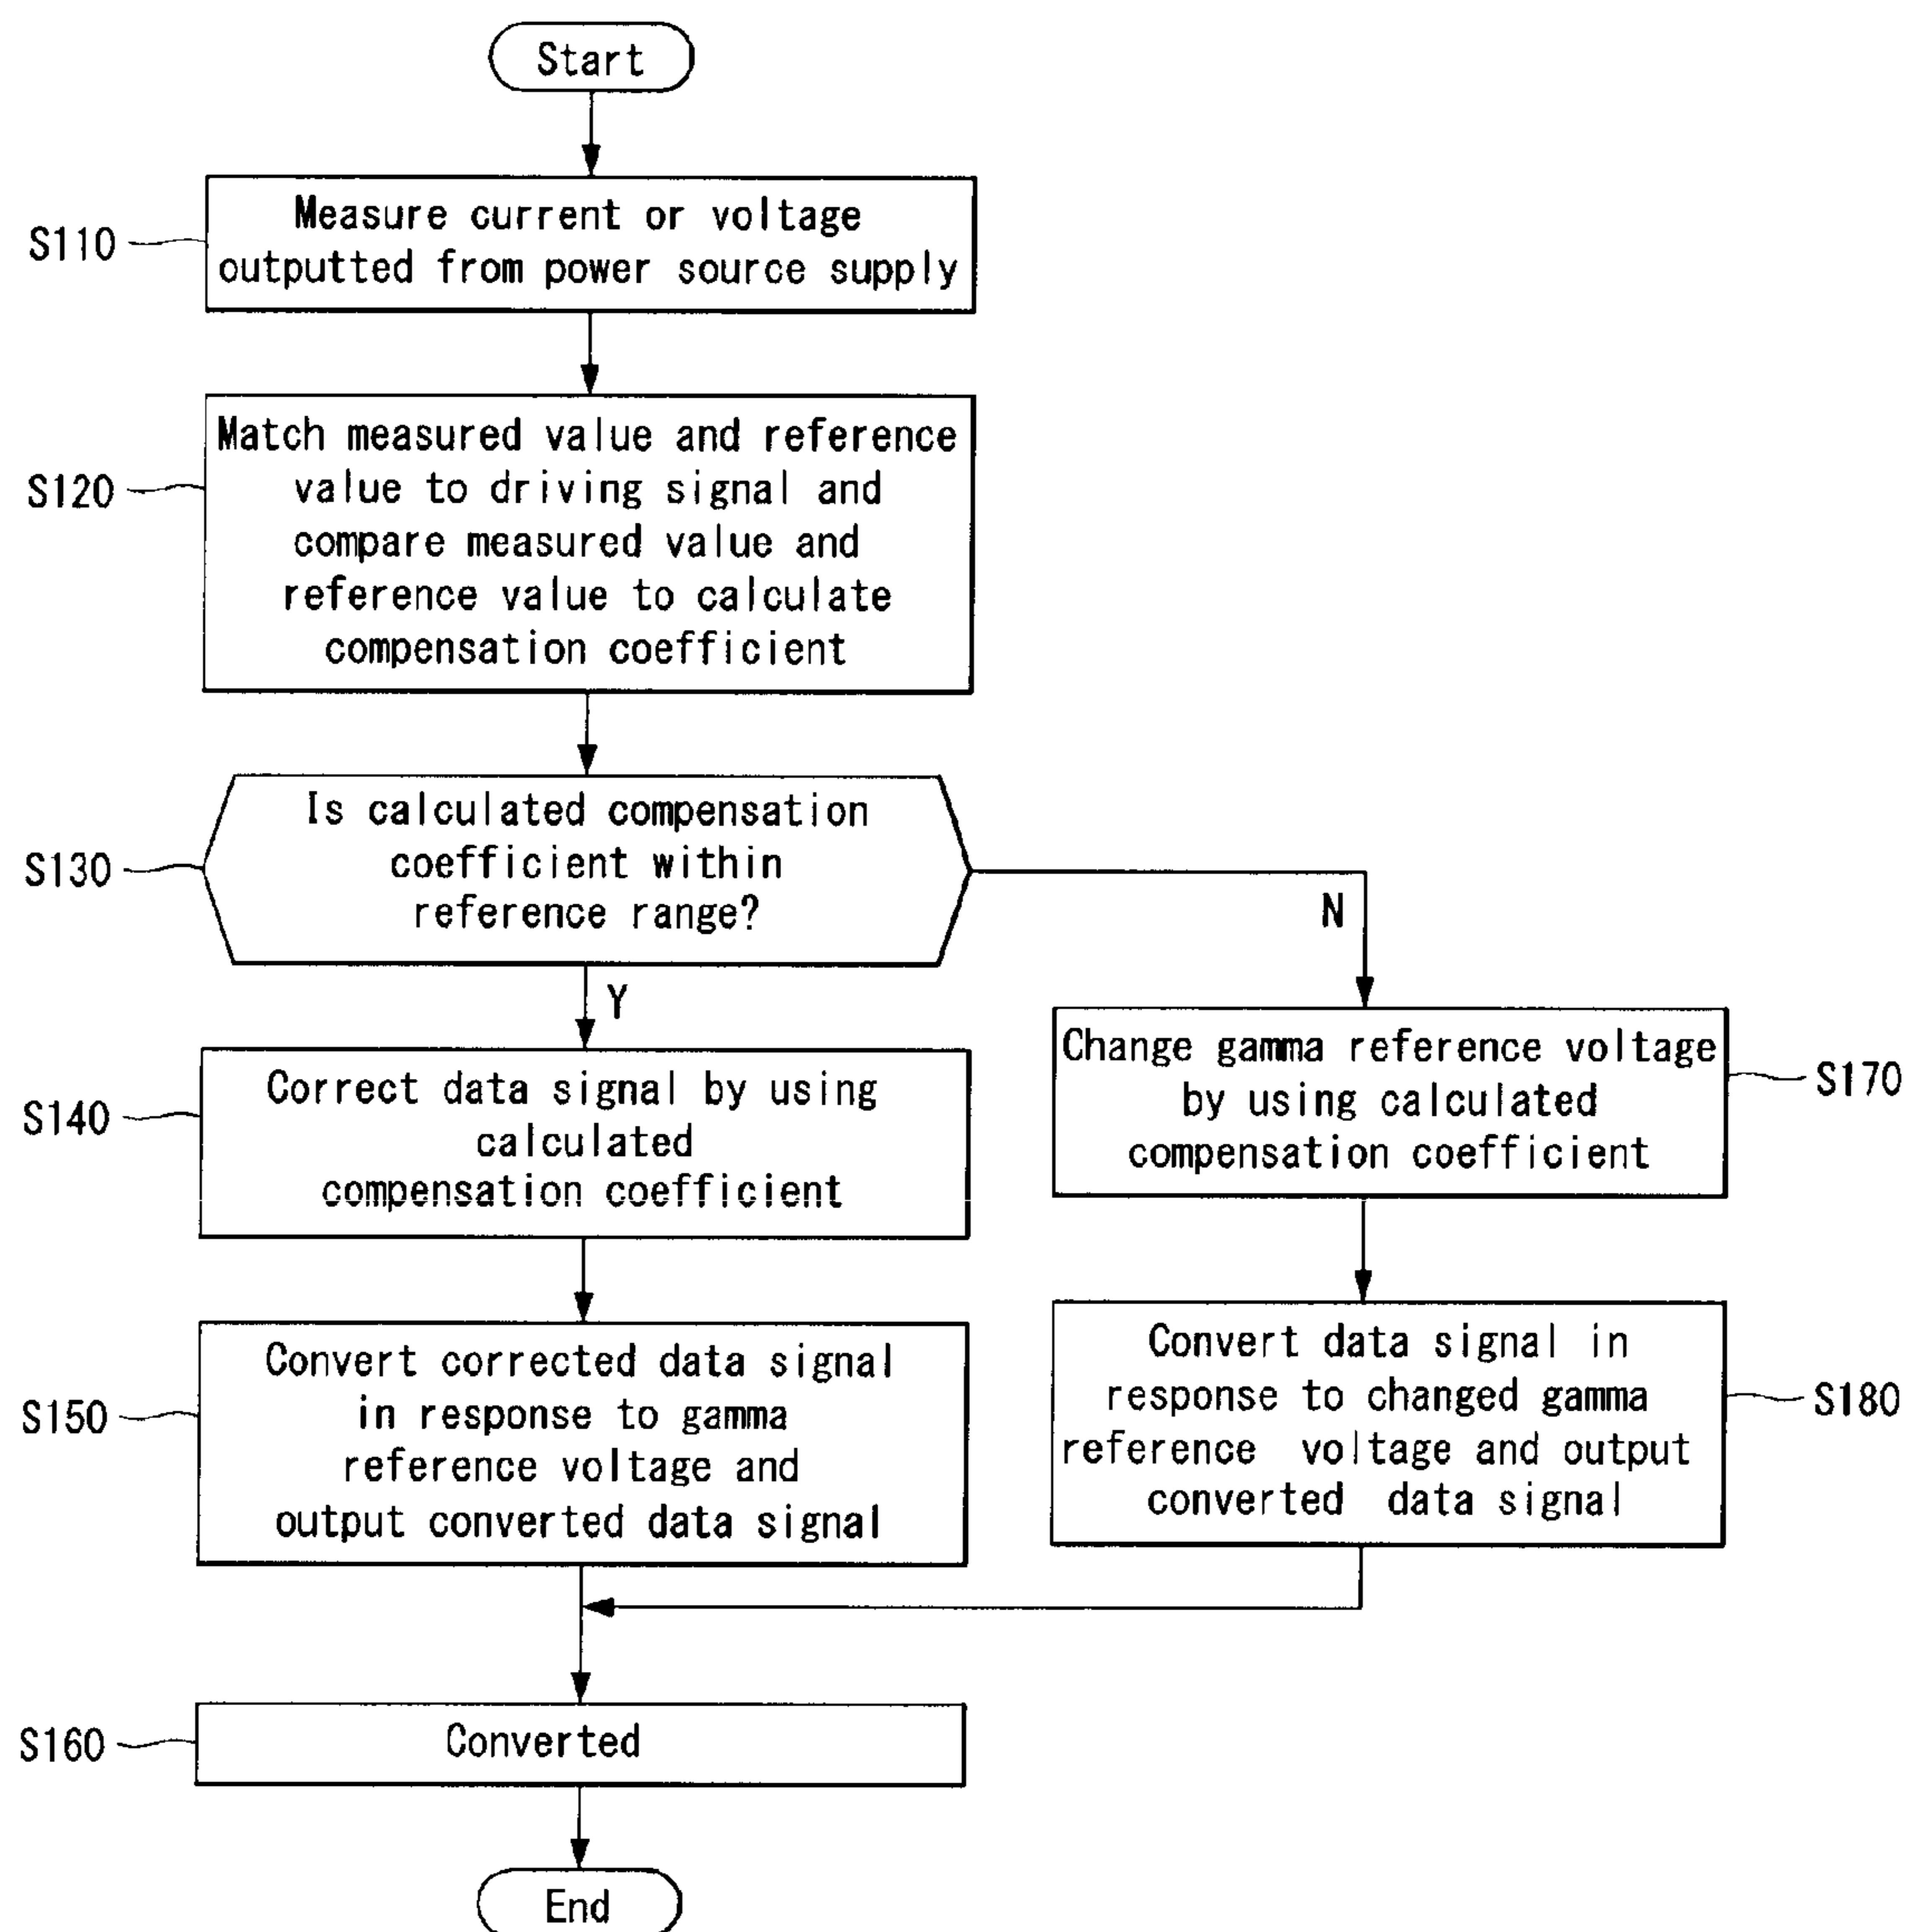 Start
S110
Measure current or voltage
outputted from power source supply
S120
Match measured value and reference
value to driving signal and
compare measured value and
reference value to calculate
compensation coefficient
S130
Is calculated compensation
coefficient within
reference range?
N
Y
S140
Correct data signal by using
calculated
compensation coefficient
Change gamma reference voltage
by using calculated
compensation coefficient
S170
S150
Convert corrected data signal
in response to gamma
reference voltage and
output converted data signal
Convert data signal in
response to changed gamma
reference voltage and output
converted data signal
S180
S160
Converted
End